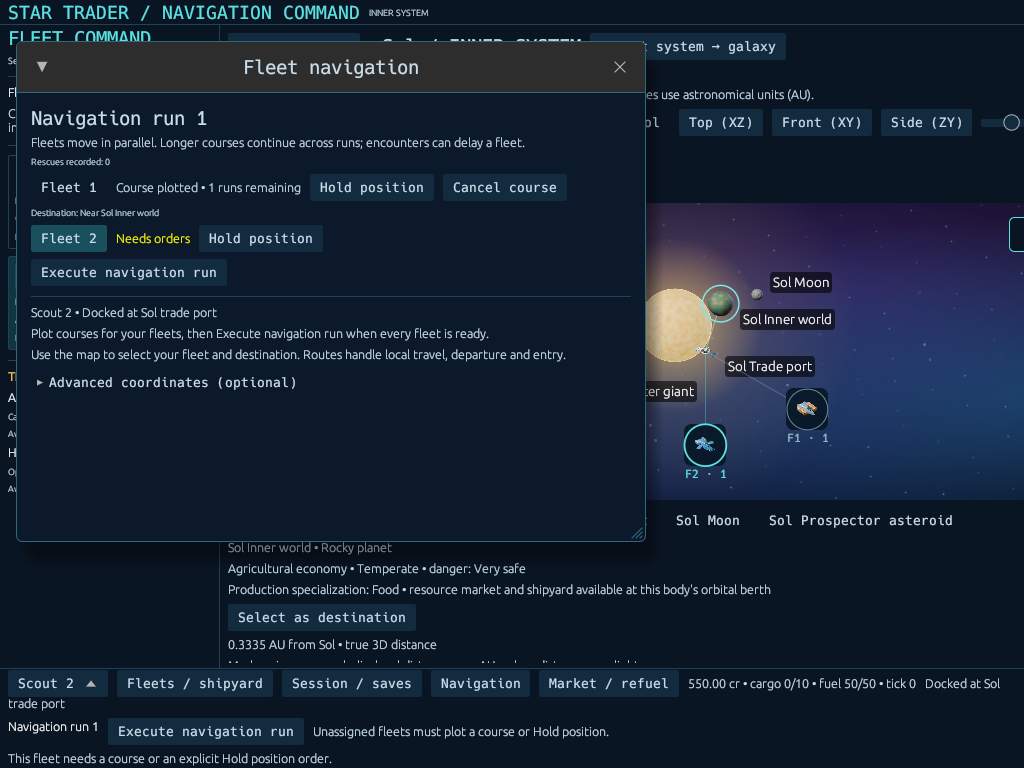 STAR TRADER / NAVIGATION COMMAND INNER SYSTEM
FLEET COMMAND
system → galaxy
Fleet navigation
es use astronomical units (AU).
Top (XZ) Front (XY) Side (ZY)
Navigation run 1
Fleets move in parallel. Longer courses continue across runs; encounters can delay a fleet.
Rescues recorded: 0
Fleet 1 Course plotted • 1 runs remaining Hold position Cancel course
Destination: Near Sol Inner world
Fleet 2 Needs orders Hold position
Execute navigation run
Scout 2 • Docked at Sol trade port
Plot courses for your fleets, then Execute navigation run when every fleet is ready.
Use the map to select your fleet and destination. Routes handle local travel, departure and entry.
Advanced coordinates (optional)
Sol Moon
Sol Inner world
Sol Trade port
giant
F1 · 1
F2 · 1
Sol Moon Sol Prospector asteroid
Sol Inner world • Rocky planet
Agricultural economy • Temperate • danger: Very safe
Production specialization: Food • resource market and shipyard available at this body's orbital berth
Select as destination
0.3335 AU from Sol • true 3D distance
Scout 2 Fleets / shipyard Session / saves Navigation Market / refuel 550.00 cr • cargo 0/10 • fuel 50/50 • tick 0 Docked at Sol
trade port
Navigation run 1 Execute navigation run Unassigned fleets must plot a course or Hold position.
This fleet needs a course or an explicit Hold position order.